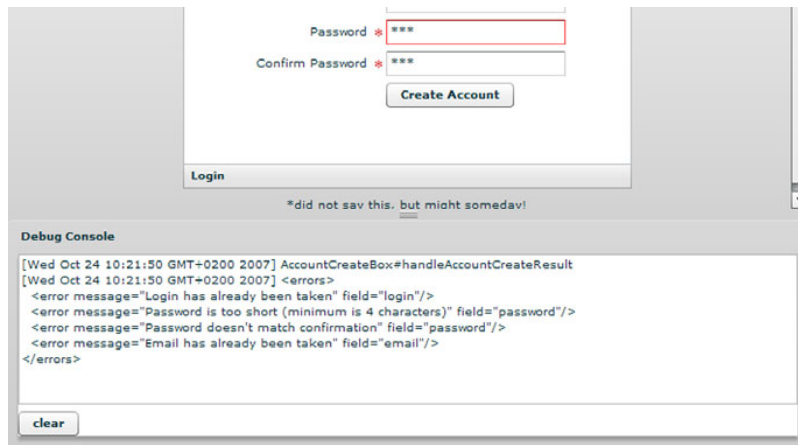 Password * ***
Confirm Password * ***
Create Account
Login
*did not say this, but might someday!
Debug Console
[Wed Oct 24 10:21:50 GMT+0200 2007] AccountCreateBox#handleAccountCreateResult
[Wed Oct 24 10:21:50 GMT+0200 2007] <errors>
<error message="Login has already been taken" field="login"/>
<error message="Password is too short (minimum is 4 characters)" field="password"/>
<error message="Password doesn't match confirmation" field="password"/>
<error message="Email has already been taken" field="email"/>
</errors>
clear